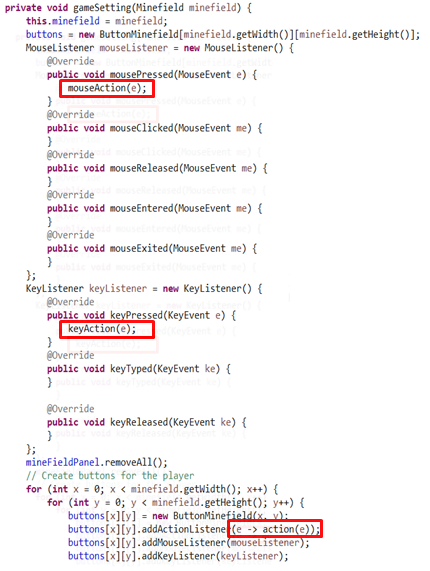 private void gameSetting(Minefield minefield) {
this.minefield = minefield;
buttons = new ButtonMinefield[minefield.getWidth()][minefield.getHeight()];
MouseListener mouseListener = new MouseListener() {
@Override
public void mousePressed(MouseEvent e) {
mouseAction(e);
}
@Override
public void mouseClicked(MouseEvent me) {
}
@Override
public void mouseReleased(MouseEvent me) {
}
@Override
public void mouseEntered(MouseEvent me) {
}
@Override
public void mouseExited(MouseEvent me) {
}
};
KeyListener keyListener = new KeyListener() {
@Override
public void keyPressed(KeyEvent e) {
keyAction(e);
}
@Override
public void keyTyped(KeyEvent ke) {
}
@Override
public void keyReleased(KeyEvent ke) {
}
};
mineFieldPanel.removeAll();
// Create buttons for the player
for (int x = 0; x < minefield.getWidth(); x++) {
for (int y = 0; y < minefield.getHeight(); y++) {
buttons[x][y] = new ButtonMinefield(x, y);
buttons[x][y].addActionListener(e -> action(e));
buttons[x][y].addMouseListener(mouseListener);
buttons[x][y].addKeyListener(keyListener);